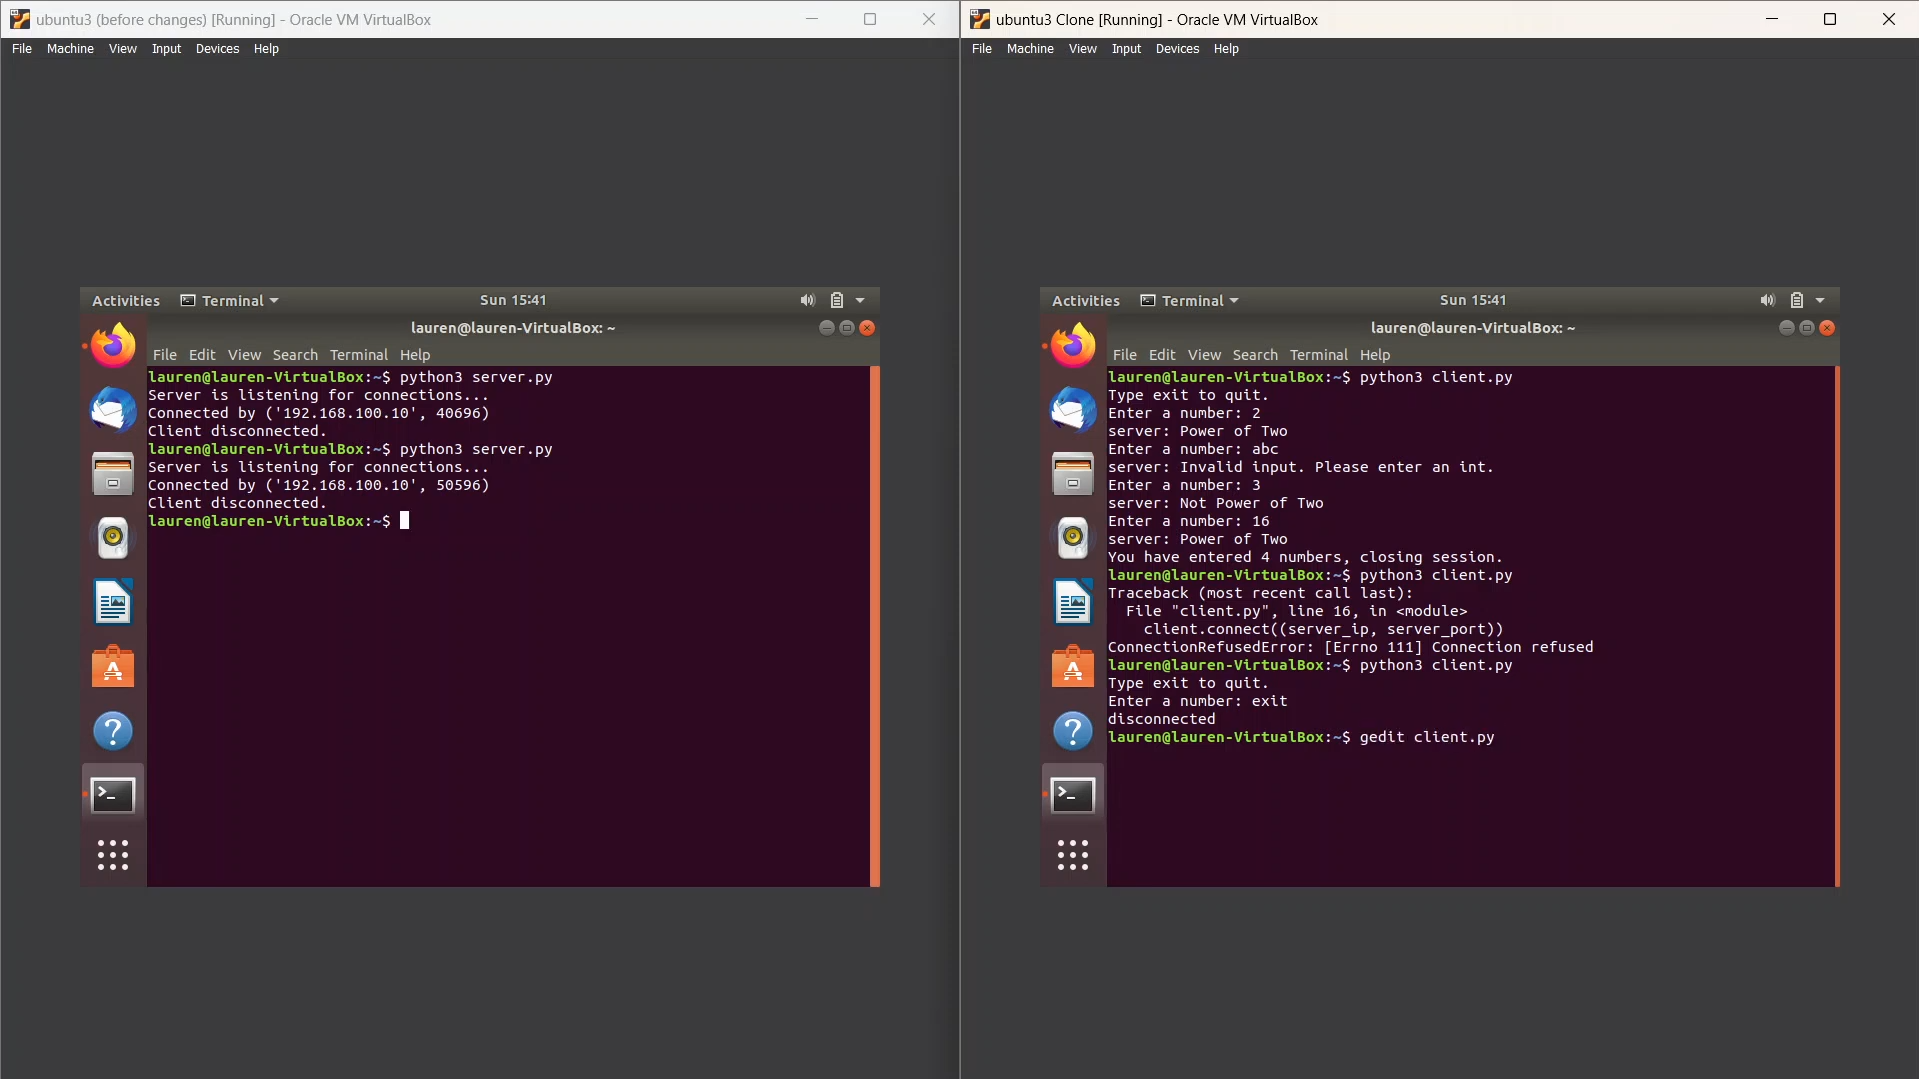 ubuntu3 (before changes) [Running] - Oracle VM VirtualBox
File Machine View Input Devices Help
Activities Terminal Sun 15:41
lauren@lauren-VirtualBox: ~
File Edit View Search Terminal Help
lauren@lauren-VirtualBox:~$ python3 server.py
Server is listening for connections...
Connected by ('192.168.100.10', 40696)
Client disconnected.
lauren@lauren-VirtualBox:~$ python3 server.py
Server is listening for connections...
Connected by ('192.168.100.10', 50596)
Client disconnected.
lauren@lauren-VirtualBox:~$
ubuntu3 Clone [Running] - Oracle VM VirtualBox
File Machine View Input Devices Help
Activities Terminal Sun 15:41
lauren@lauren-VirtualBox: ~
File Edit View Search Terminal Help
lauren@lauren-VirtualBox:~$ python3 client.py
Type exit to quit.
Enter a number: 2
server: Power of Two
Enter a number: abc
server: Invalid input. Please enter an int.
Enter a number: 3
server: Not Power of Two
Enter a number: 16
server: Power of Two
You have entered 4 numbers, closing session.
lauren@lauren-VirtualBox:~$ python3 client.py
Traceback (most recent call last):
  File "client.py", line 16, in <module>
    client.connect((server_ip, server_port))
ConnectionRefusedError: [Errno 111] Connection refused
lauren@lauren-VirtualBox:~$ python3 client.py
Type exit to quit.
Enter a number: exit
disconnected
lauren@lauren-VirtualBox:~$ gedit client.py